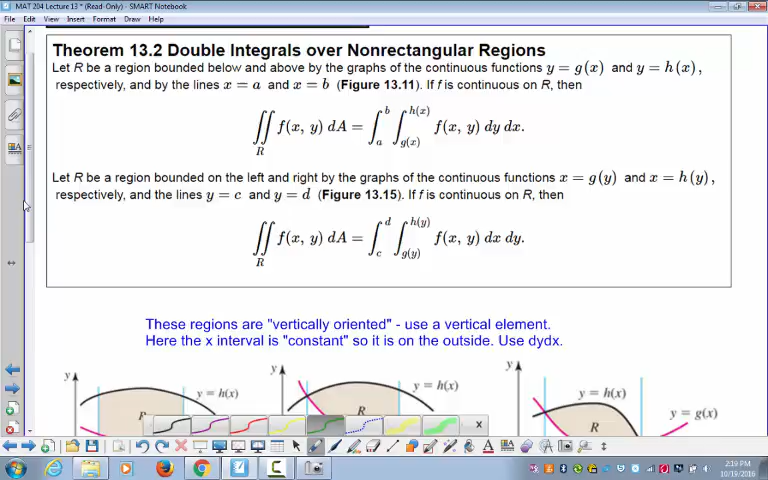 MAT 204 Lecture 13 * (Read-Only) - SMART Notebook
File Edit View Insert Format Draw Help
Theorem 13.2 Double Integrals over Nonrectangular Regions
Let R be a region bounded below and above by the graphs of the continuous functions y = g(x) and y = h(x),
respectively, and by the lines x = a and x = b (Figure 13.11). If f is continuous on R, then
∬_R f(x, y) dA = ∫_a^b ∫_{g(x)}^{h(x)} f(x, y) dy dx.
Let R be a region bounded on the left and right by the graphs of the continuous functions x = g(y) and x = h(y),
respectively, and the lines y = c and y = d (Figure 13.15). If f is continuous on R, then
∬_R f(x, y) dA = ∫_c^d ∫_{g(y)}^{h(y)} f(x, y) dx dy.
These regions are "vertically oriented" - use a vertical element.
Here the x interval is "constant" so it is on the outside. Use dydx.
y y = h(x) R
y y = h(x) R
y y = h(x) y = g(x) R
x
2:19 PM
10/19/2016